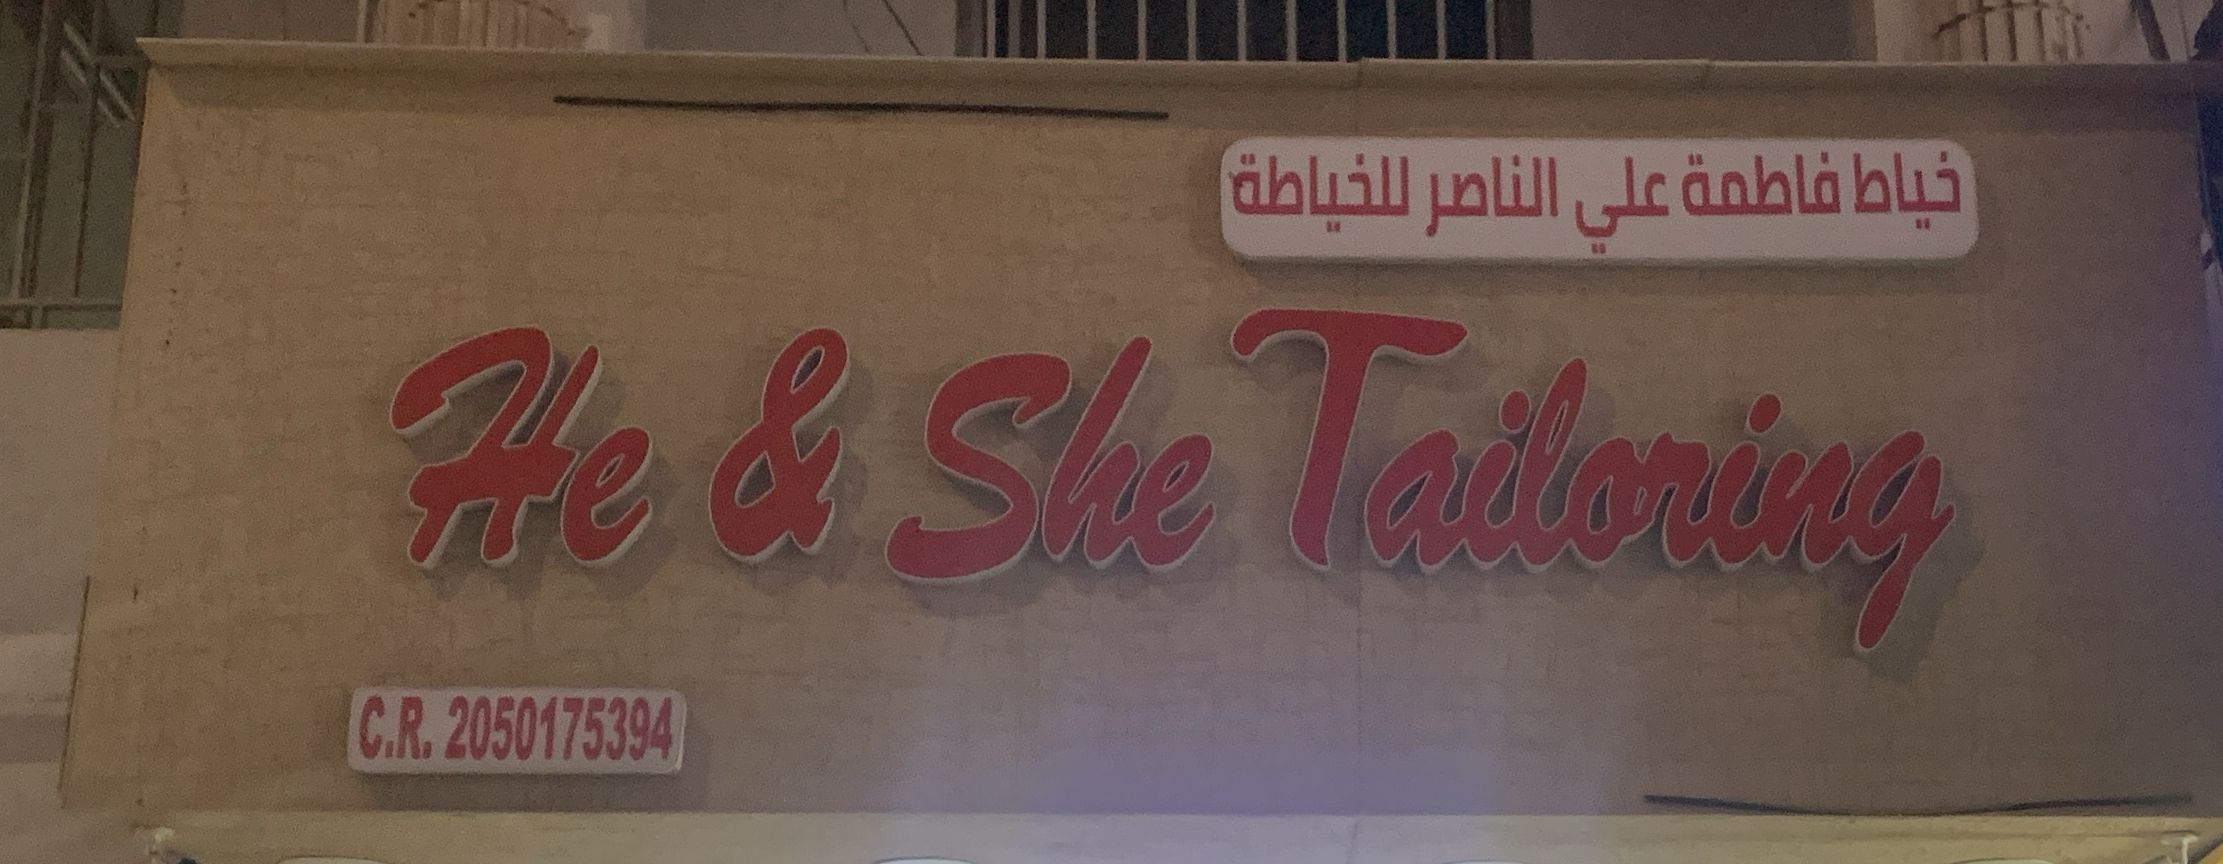 خياط فاطمة علي الناصر للخياطة
He & She Tailoring
C.R. 2050175394